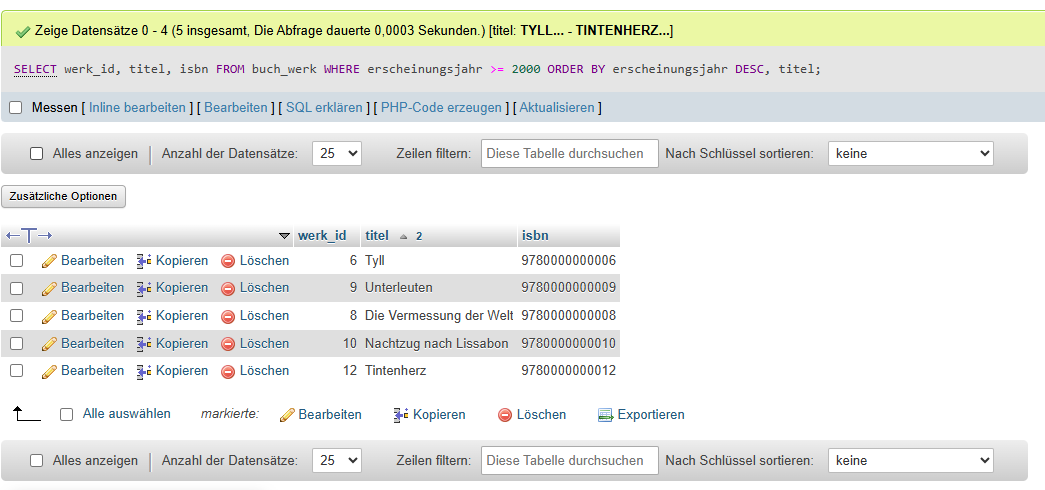 Zeige Datensätze 0 - 4 (5 insgesamt, Die Abfrage dauerte 0,0003 Sekunden.) [titel: TYLL... - TINTENHERZ...]
SELECT werk_id, titel, isbn FROM buch_werk WHERE erscheinungsjahr >= 2000 ORDER BY erscheinungsjahr DESC, titel;
Messen [ Inline bearbeiten ] [ Bearbeiten ] [ SQL erklären ] [ PHP-Code erzeugen ] [ Aktualisieren ]
Alles anzeigen Anzahl der Datensätze: 25 Zeilen filtern: Diese Tabelle durchsuchen Nach Schlüssel sortieren: keine
Zusätzliche Optionen
werk_id titel 2 isbn
Bearbeiten Kopieren Löschen 6 Tyll 9780000000006
Bearbeiten Kopieren Löschen 9 Unterleuten 9780000000009
Bearbeiten Kopieren Löschen 8 Die Vermessung der Welt 9780000000008
Bearbeiten Kopieren Löschen 10 Nachtzug nach Lissabon 9780000000010
Bearbeiten Kopieren Löschen 12 Tintenherz 9780000000012
Alle auswählen markierte: Bearbeiten Kopieren Löschen Exportieren
Alles anzeigen Anzahl der Datensätze: 25 Zeilen filtern: Diese Tabelle durchsuchen Nach Schlüssel sortieren: keine